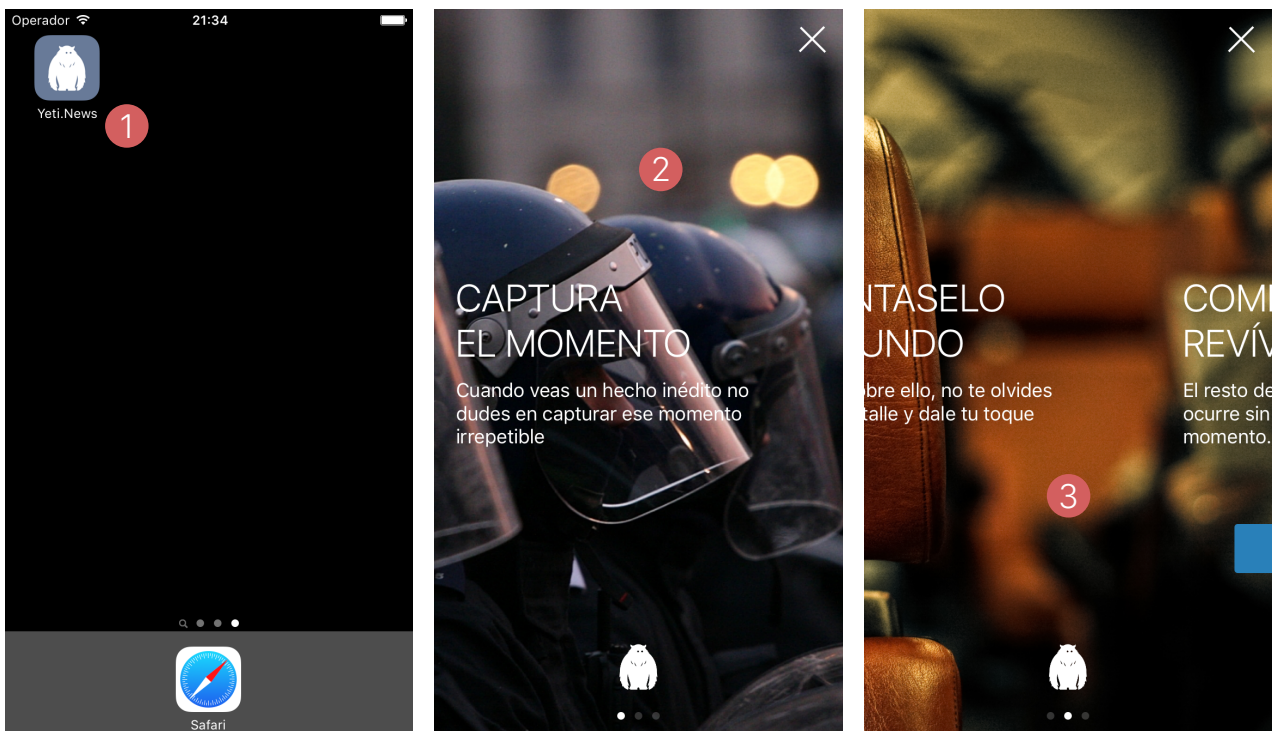 Operador
21:34
Yeti.News
1
Safari
2
CAPTURA
EL MOMENTO
Cuando veas un hecho inédito no
dudes en capturar ese momento
irrepetible
NTASELO
UNDO
bre ello, no te olvides
talle y dale tu toque
3
COM
REVÍV
El resto de
ocurre sin
momento.